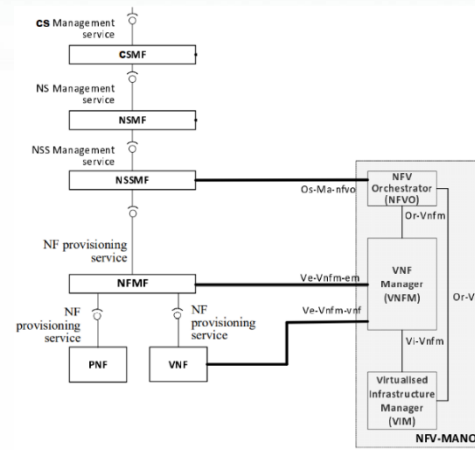 CS Management
service
CSMF
NS Management
service
NSMF
NSS Management
service
NSSMF
Os-Ma-nfvo
NFV
Orchestrator
(NFVO)
Or-Vnfm
NF provisioning
service
NFMF
Ve-Vnfm-em
VNF
Manager
(VNFM)
Or-V
NF
provisioning
service
NF
provisioning
service
Ve-Vnfm-vnf
Vi-Vnfm
PNF
VNF
Virtualised
Infrastructure
Manager
(VIM)
NFV-MANO